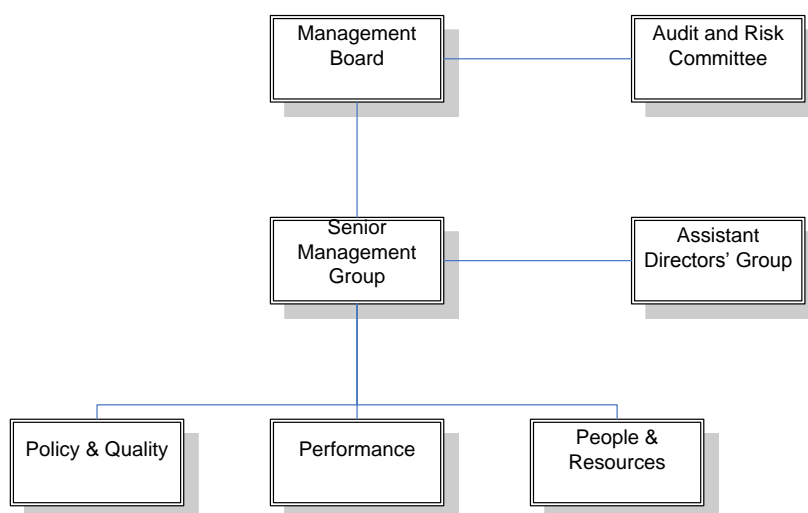 Management
Board
Audit and Risk
Committee
Senior
Management
Group
Assistant
Directors’ Group
Policy & Quality
Performance
People &
Resources